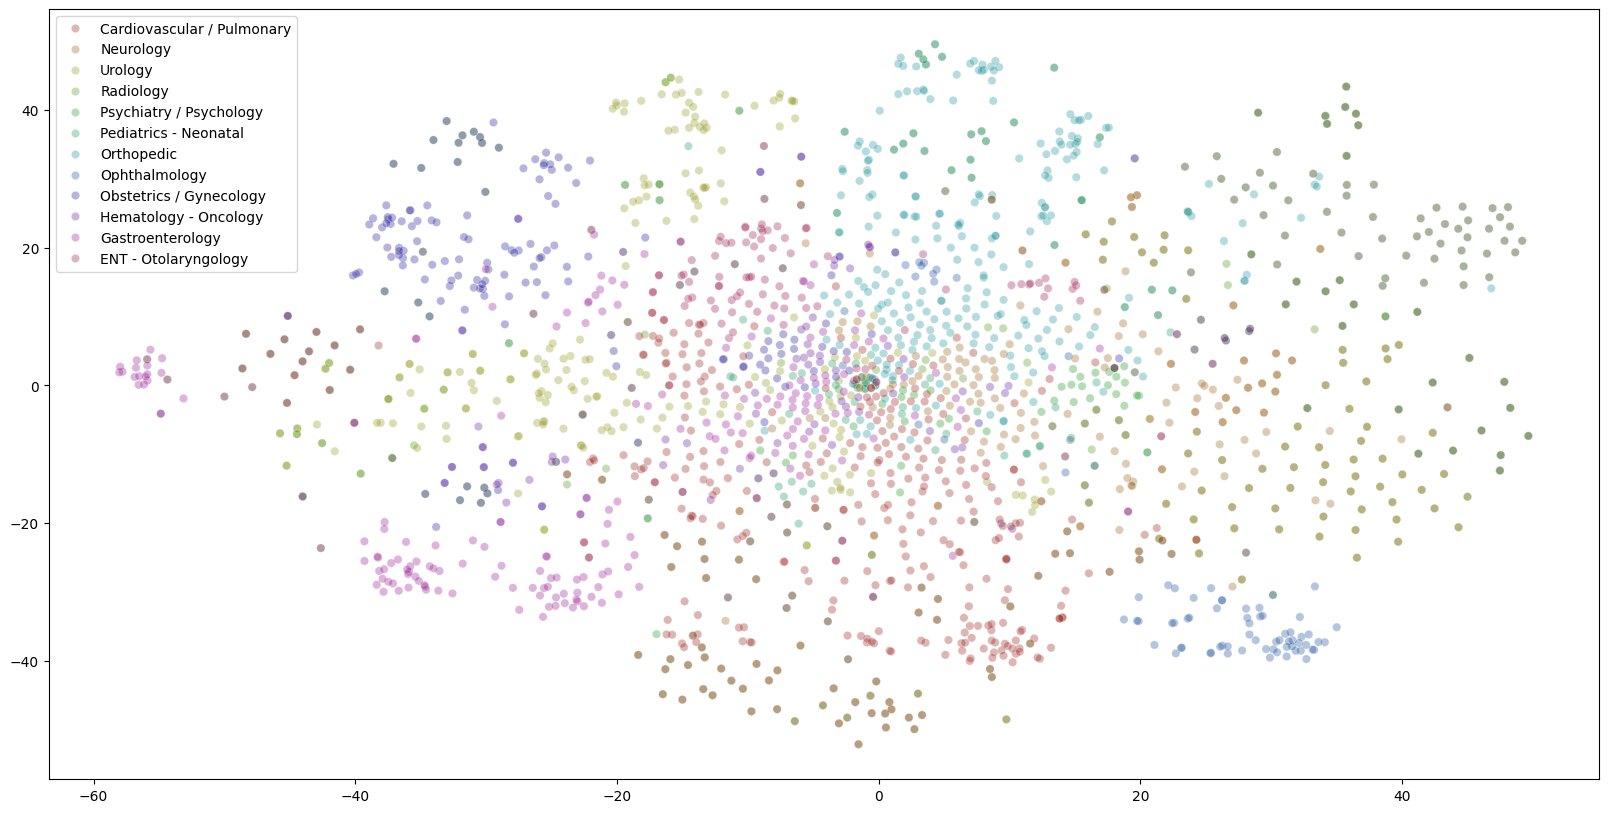 Cardiovascular / Pulmonary
Neurology
Urology
Radiology
Psychiatry / Psychology
Pediatrics - Neonatal
Orthopedic
Ophthalmology
Obstetrics / Gynecology
Hematology - Oncology
Gastroenterology
ENT - Otolaryngology
40
20
0
−20
−40
−60 −40 −20 0 20 40